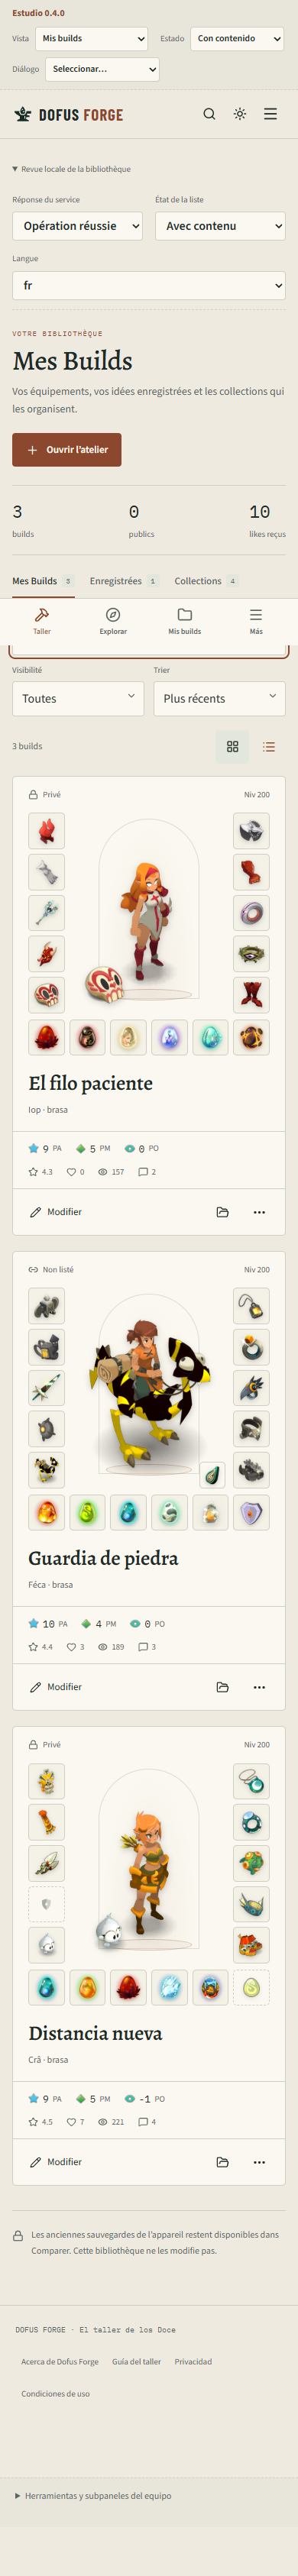 Estudio 0.4.0
Vista Mis builds Estado Con contenido
Diálogo Seleccionar...
DOFUS FORGE
▼ Revue locale de la bibliothèque
Réponse du service État de la liste
Opération réussie Avec contenu
Langue
fr
VOTRE BIBLIOTHÈQUE
Mes Builds
Vos équipements, vos idées enregistrées et les collections qui
les organisent.
+ Ouvrir l'atelier
3 0 10
builds publics likes reçus
Mes Builds 3 Enregistrées 1 Collections 4
Taller Explorar Mis builds Más
Visibilité Trier
Toutes Plus récents
3 builds
Privé Niv 200
El filo paciente
Iop · brasa
9 PA 5 PM 0 PO
4.3 0 157 2
Modifier
Non listé Niv 200
Guardia de piedra
Féca · brasa
10 PA 4 PM 0 PO
4.4 3 189 3
Modifier
Privé Niv 200
Distancia nueva
Crâ · brasa
9 PA 5 PM -1 PO
4.5 7 221 4
Modifier
Les anciennes sauvegardes de l'appareil restent disponibles dans
Comparer. Cette bibliothèque ne les modifie pas.
DOFUS FORGE · El taller de los Doce
Acerca de Dofus Forge Guía del taller Privacidad
Condiciones de uso
▶ Herramientas y subpaneles del equipo